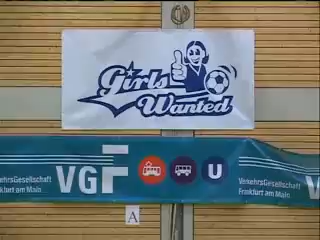 Girls
Wanted
VerkehrsGesellschaft
Frankfurt am Main
VGF
U
VerkehrsGesellschaft
Frankfurt am Main
A